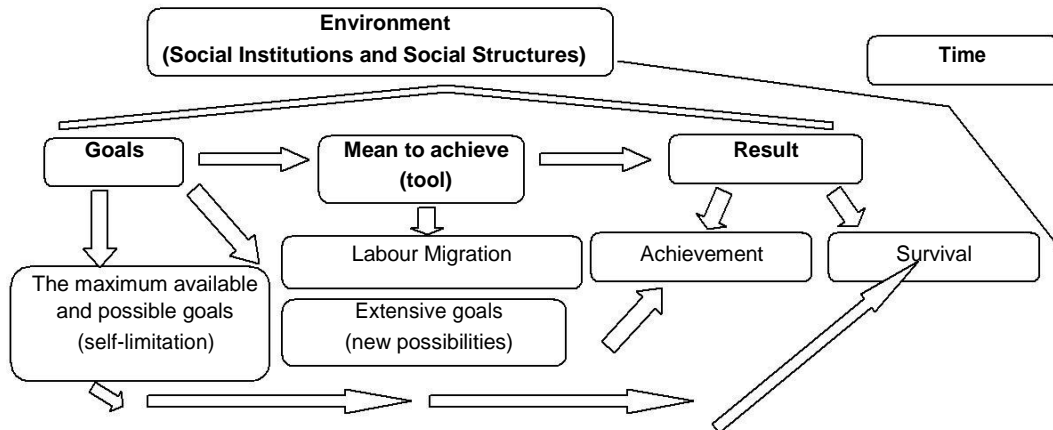 Environment
(Social Institutions and Social Structures)
Time
Goals
Mean to achieve
(tool)
Result
Labour Migration
Achievement
Survival
The maximum available
and possible goals
(self-limitation)
Extensive goals
(new possibilities)